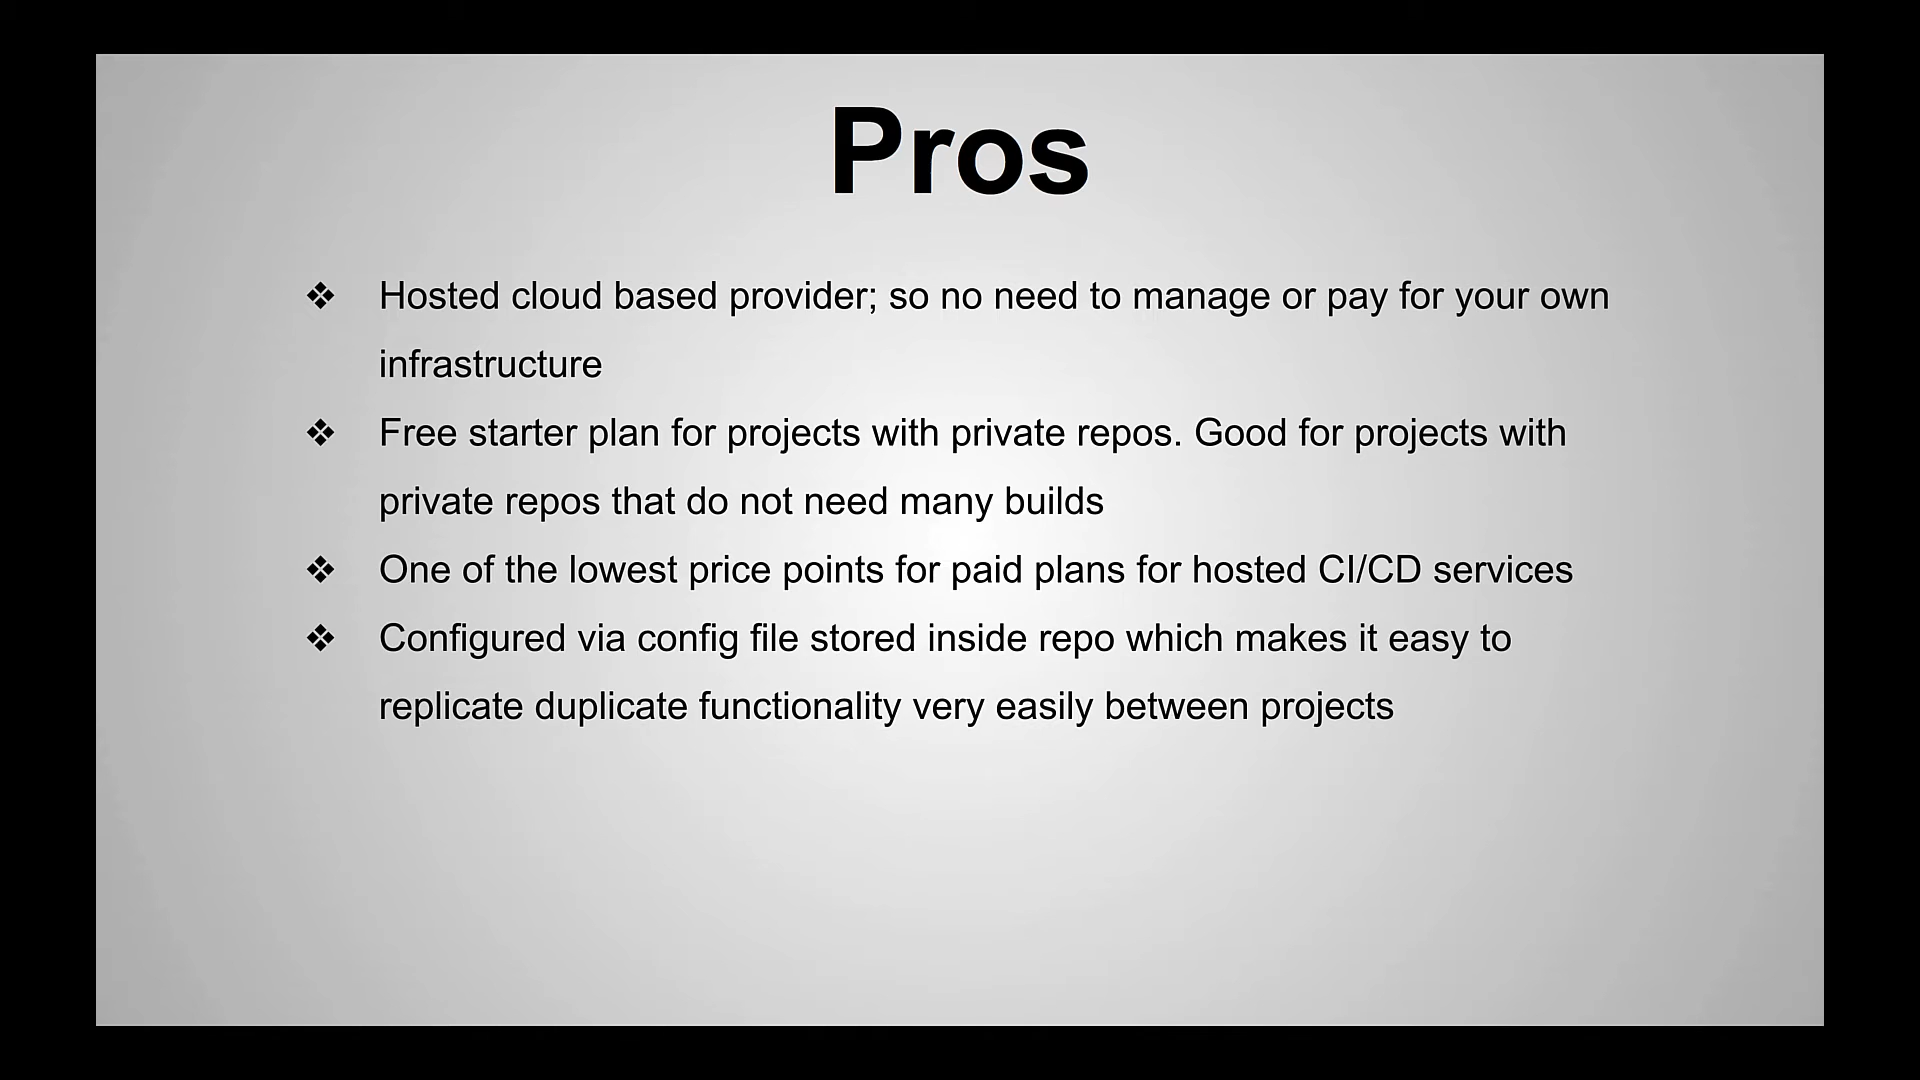 Pros
❖ Hosted cloud based provider; so no need to manage or pay for your own
infrastructure
❖ Free starter plan for projects with private repos. Good for projects with
private repos that do not need many builds
❖ One of the lowest price points for paid plans for hosted CI/CD services
❖ Configured via config file stored inside repo which makes it easy to
replicate duplicate functionality very easily between projects